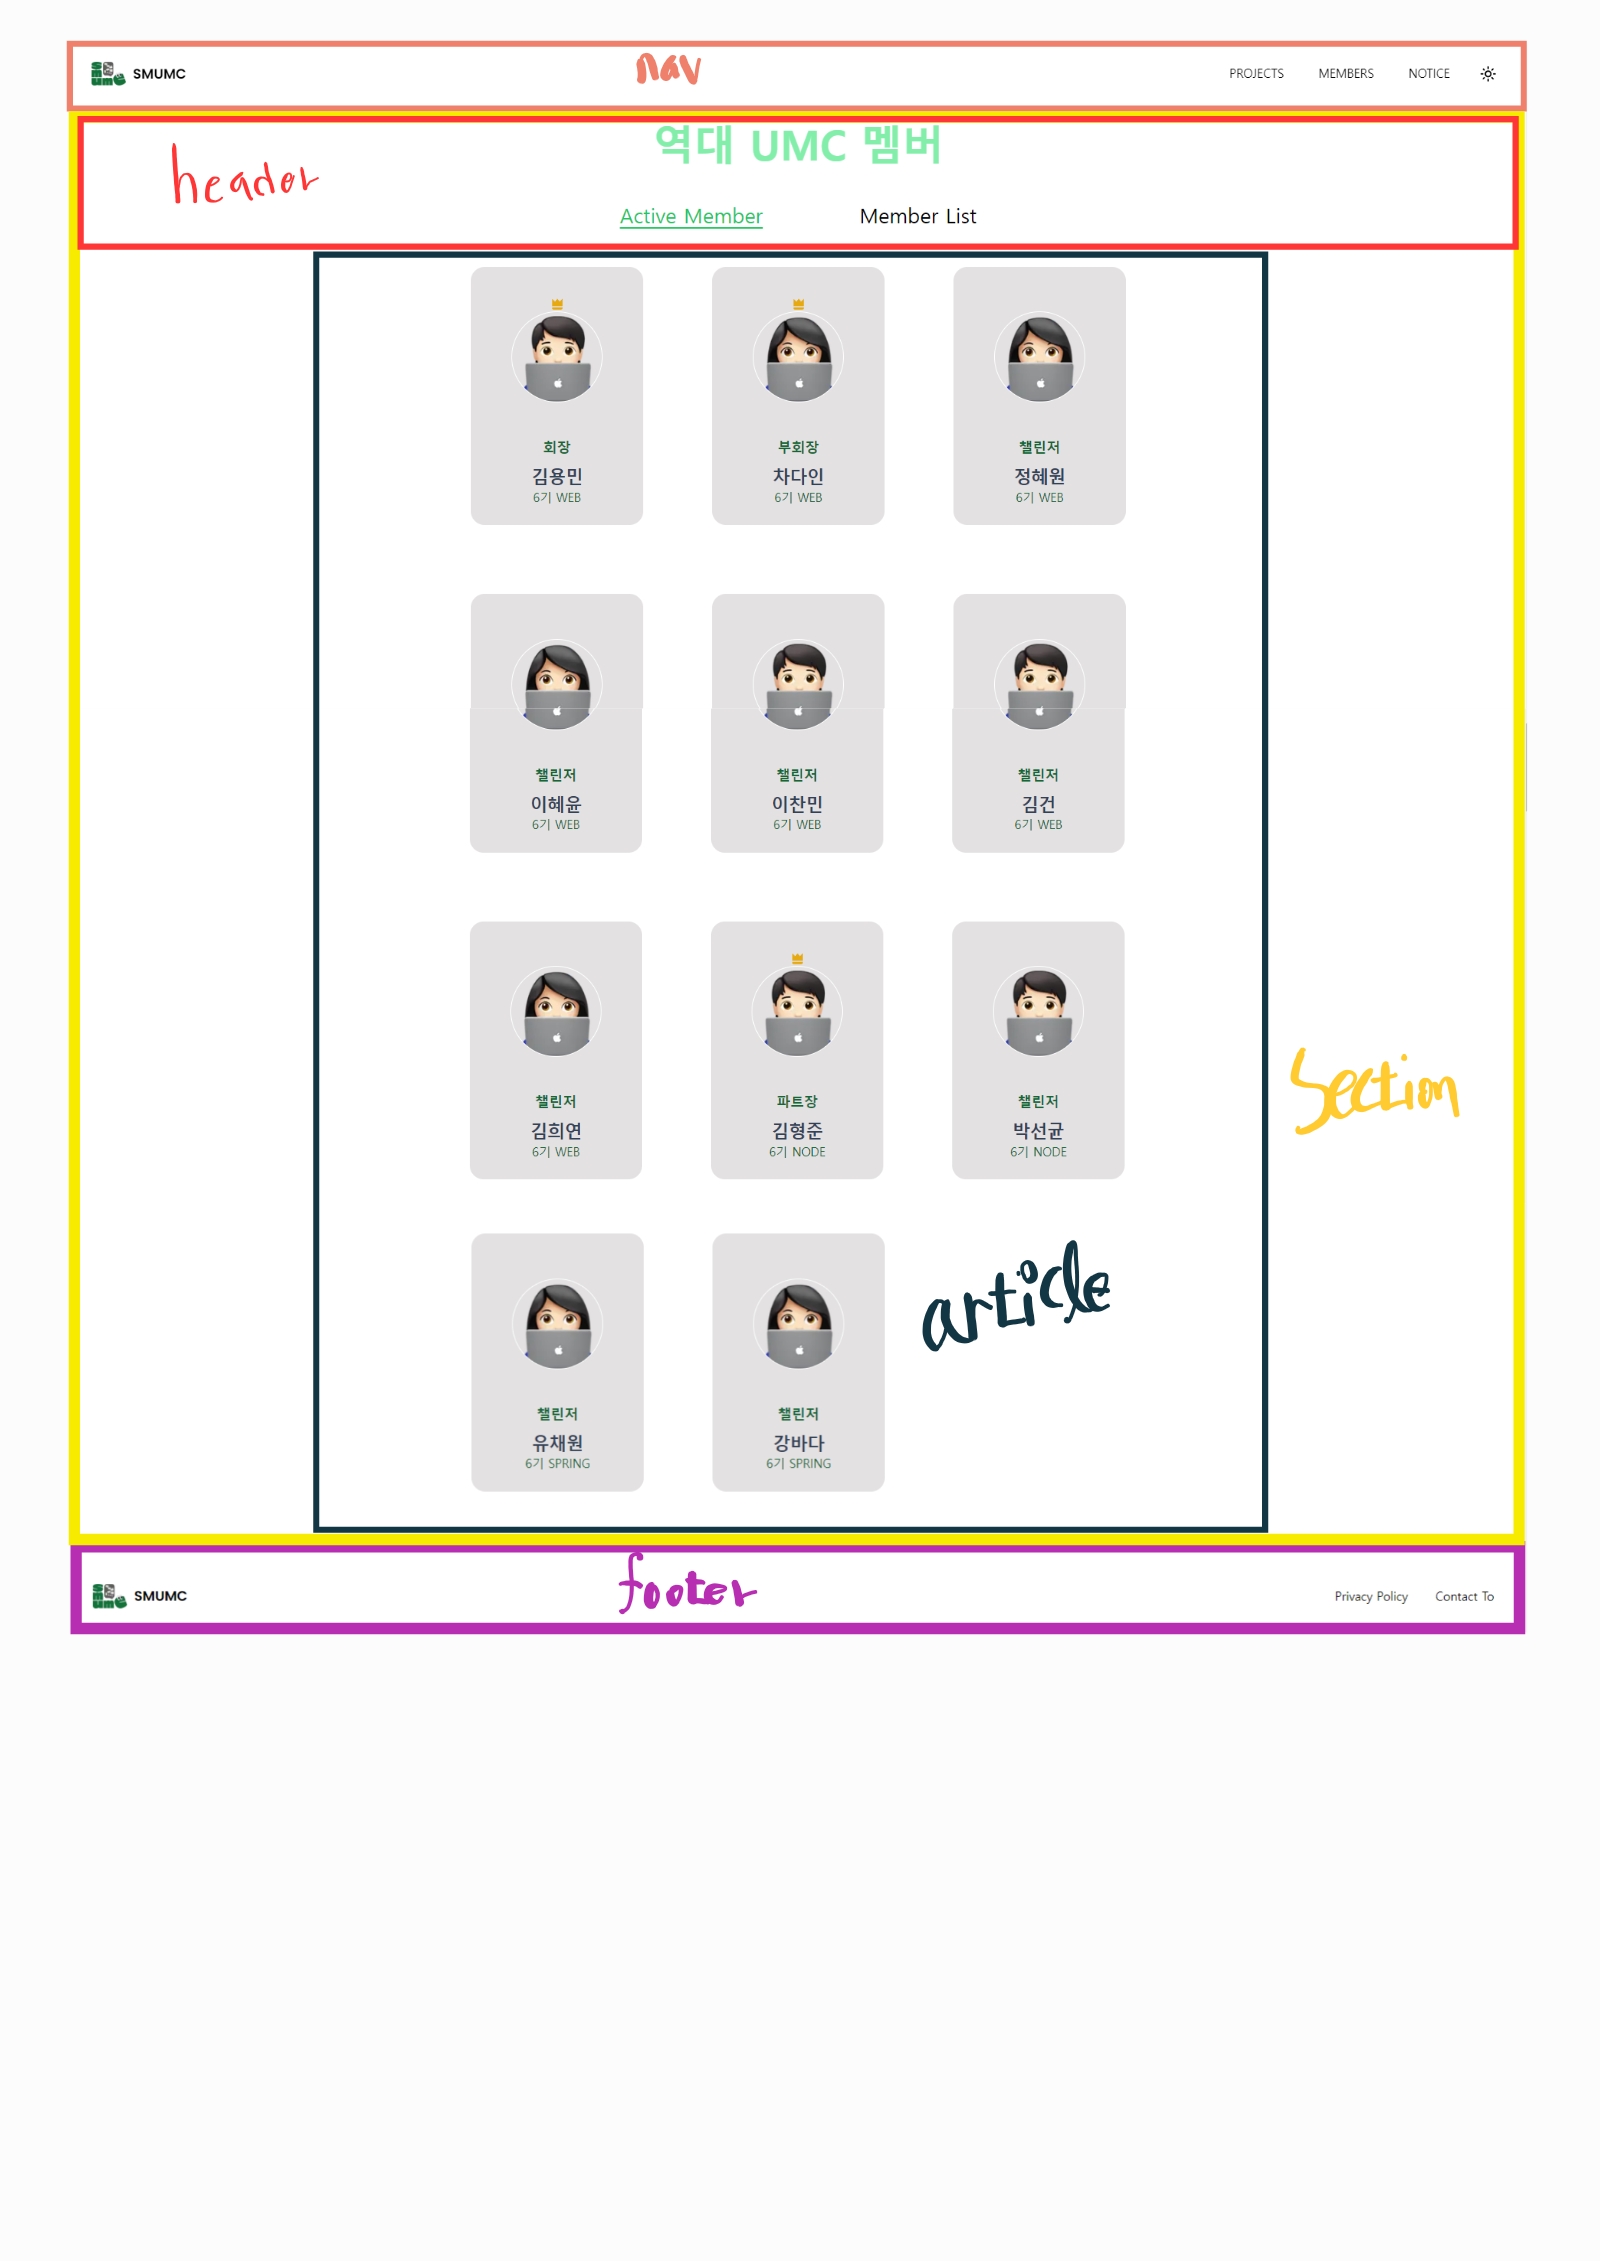 SMUMC
nav
PROJECTS MEMBERS NOTICE
역대 UMC 멤버
header
Active Member Member List
회장
김용민
6기 WEB
부회장
차다인
6기 WEB
챌린저
정혜원
6기 WEB
챌린저
이혜윤
6기 WEB
챌린저
이찬민
6기 WEB
챌린저
김건
6기 WEB
챌린저
김희연
6기 WEB
파트장
김형준
6기 NODE
챌린저
박선균
6기 NODE
section
챌린저
유채원
6기 SPRING
챌린저
강바다
6기 SPRING
article
SMUMC
footer
Privacy Policy Contact To